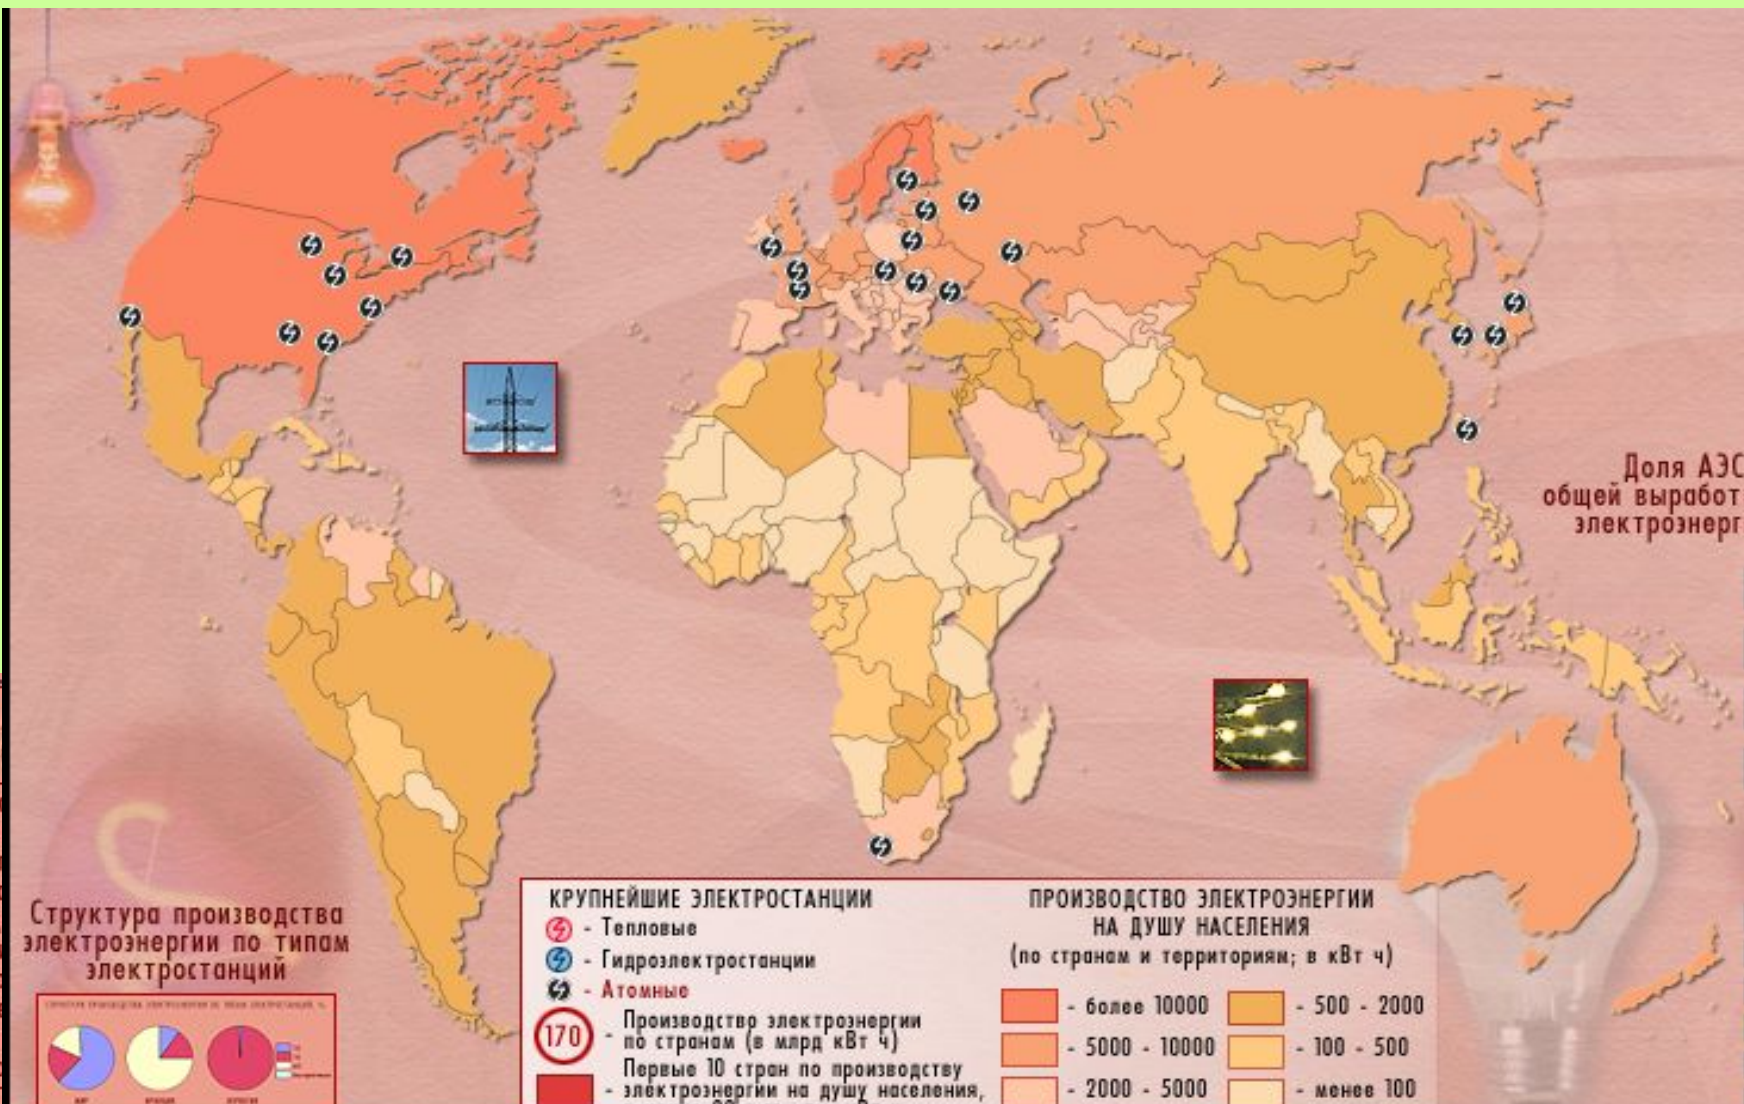 Доля АЭС
общей выработ
электроэнерг
Структура производства
электроэнергии по типам
электростанций
КРУПНЕЙШИЕ ЭЛЕКТРОСТАНЦИИ
- Тепловые
- Гидроэлектростанции
- Атомные
170 - Производство электроэнергии
по странам (в млрд кВт ч)
Первые 10 стран по производству
- электроэнергии на душу населения,
ПРОИЗВОДСТВО ЭЛЕКТРОЭНЕРГИИ
НА ДУШУ НАСЕЛЕНИЯ
(по странам и территориям; в кВт ч)
- более 10000
- 5000 - 10000
- 2000 - 5000
- 500 - 2000
- 100 - 500
- менее 100